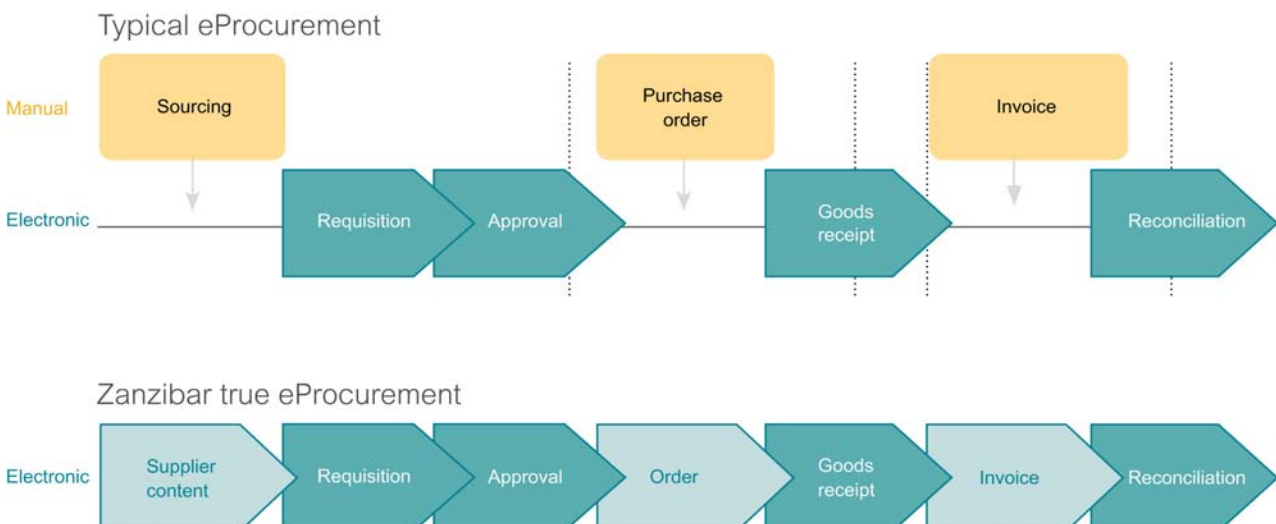 Typical eProcurement
Manual
Sourcing
Purchase
order
Invoice
Electronic
Requisition
Approval
Goods
receipt
Reconciliation
Zanzibar true eProcurement
Electronic
Supplier
content
Requisition
Approval
Order
Goods
receipt
Invoice
Reconciliation